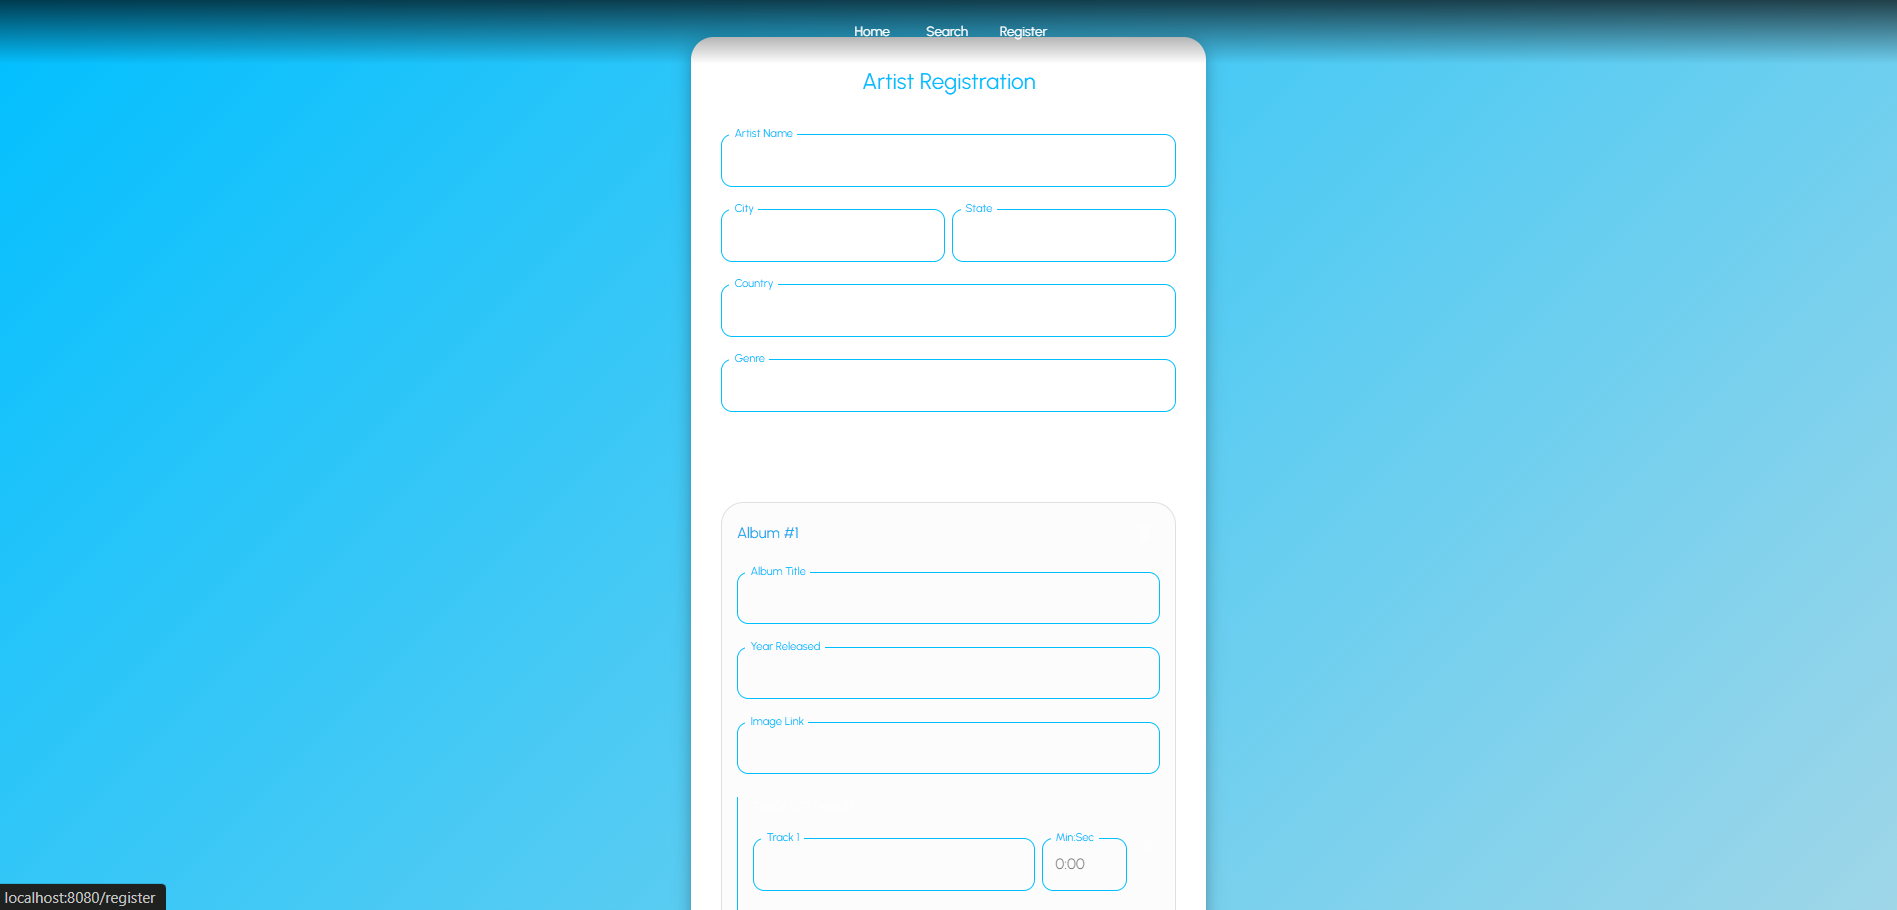 Home Search Register
Artist Registration
Artist Name
City State
Country
Genre
Album #1
Album Title
Year Released
Image Link
Track 1 Min:Sec
0:00
localhost:8080/register